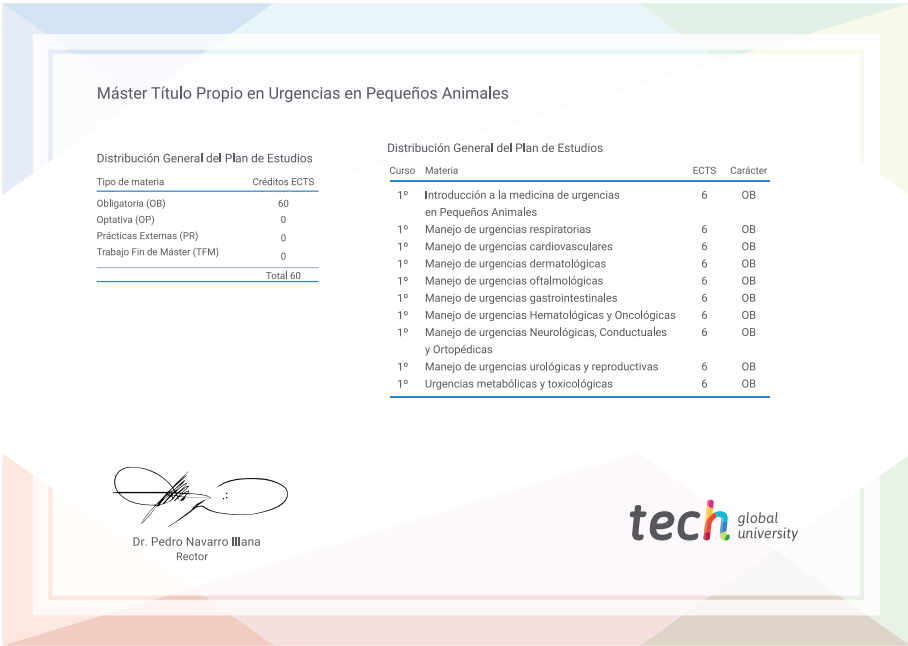 Máster Título Propio en Urgencias en Pequeños Animales
Distribución General del Plan de Estudios
Tipo de materia Créditos ECTS
Obligatoria (OB) 60
Optativa (OP) 0
Prácticas Externas (PR) 0
Trabajo Fin de Máster (TFM) 0
Total 60
Distribución General del Plan de Estudios
Curso Materia ECTS Carácter
1º Introducción a la medicina de urgencias 6 OB
en Pequeños Animales
1º Manejo de urgencias respiratorias 6 OB
1º Manejo de urgencias cardiovasculares 6 OB
1º Manejo de urgencias dermatológicas 6 OB
1º Manejo de urgencias oftalmológicas 6 OB
1º Manejo de urgencias gastrointestinales 6 OB
1º Manejo de urgencias Hematológicas y Oncológicas 6 OB
1º Manejo de urgencias Neurológicas, Conductuales 6 OB
y Ortopédicas
1º Manejo de urgencias urológicas y reproductivas 6 OB
1º Urgencias metabólicas y toxicológicas 6 OB
Dr. Pedro Navarro Illana
Rector
tech global
university